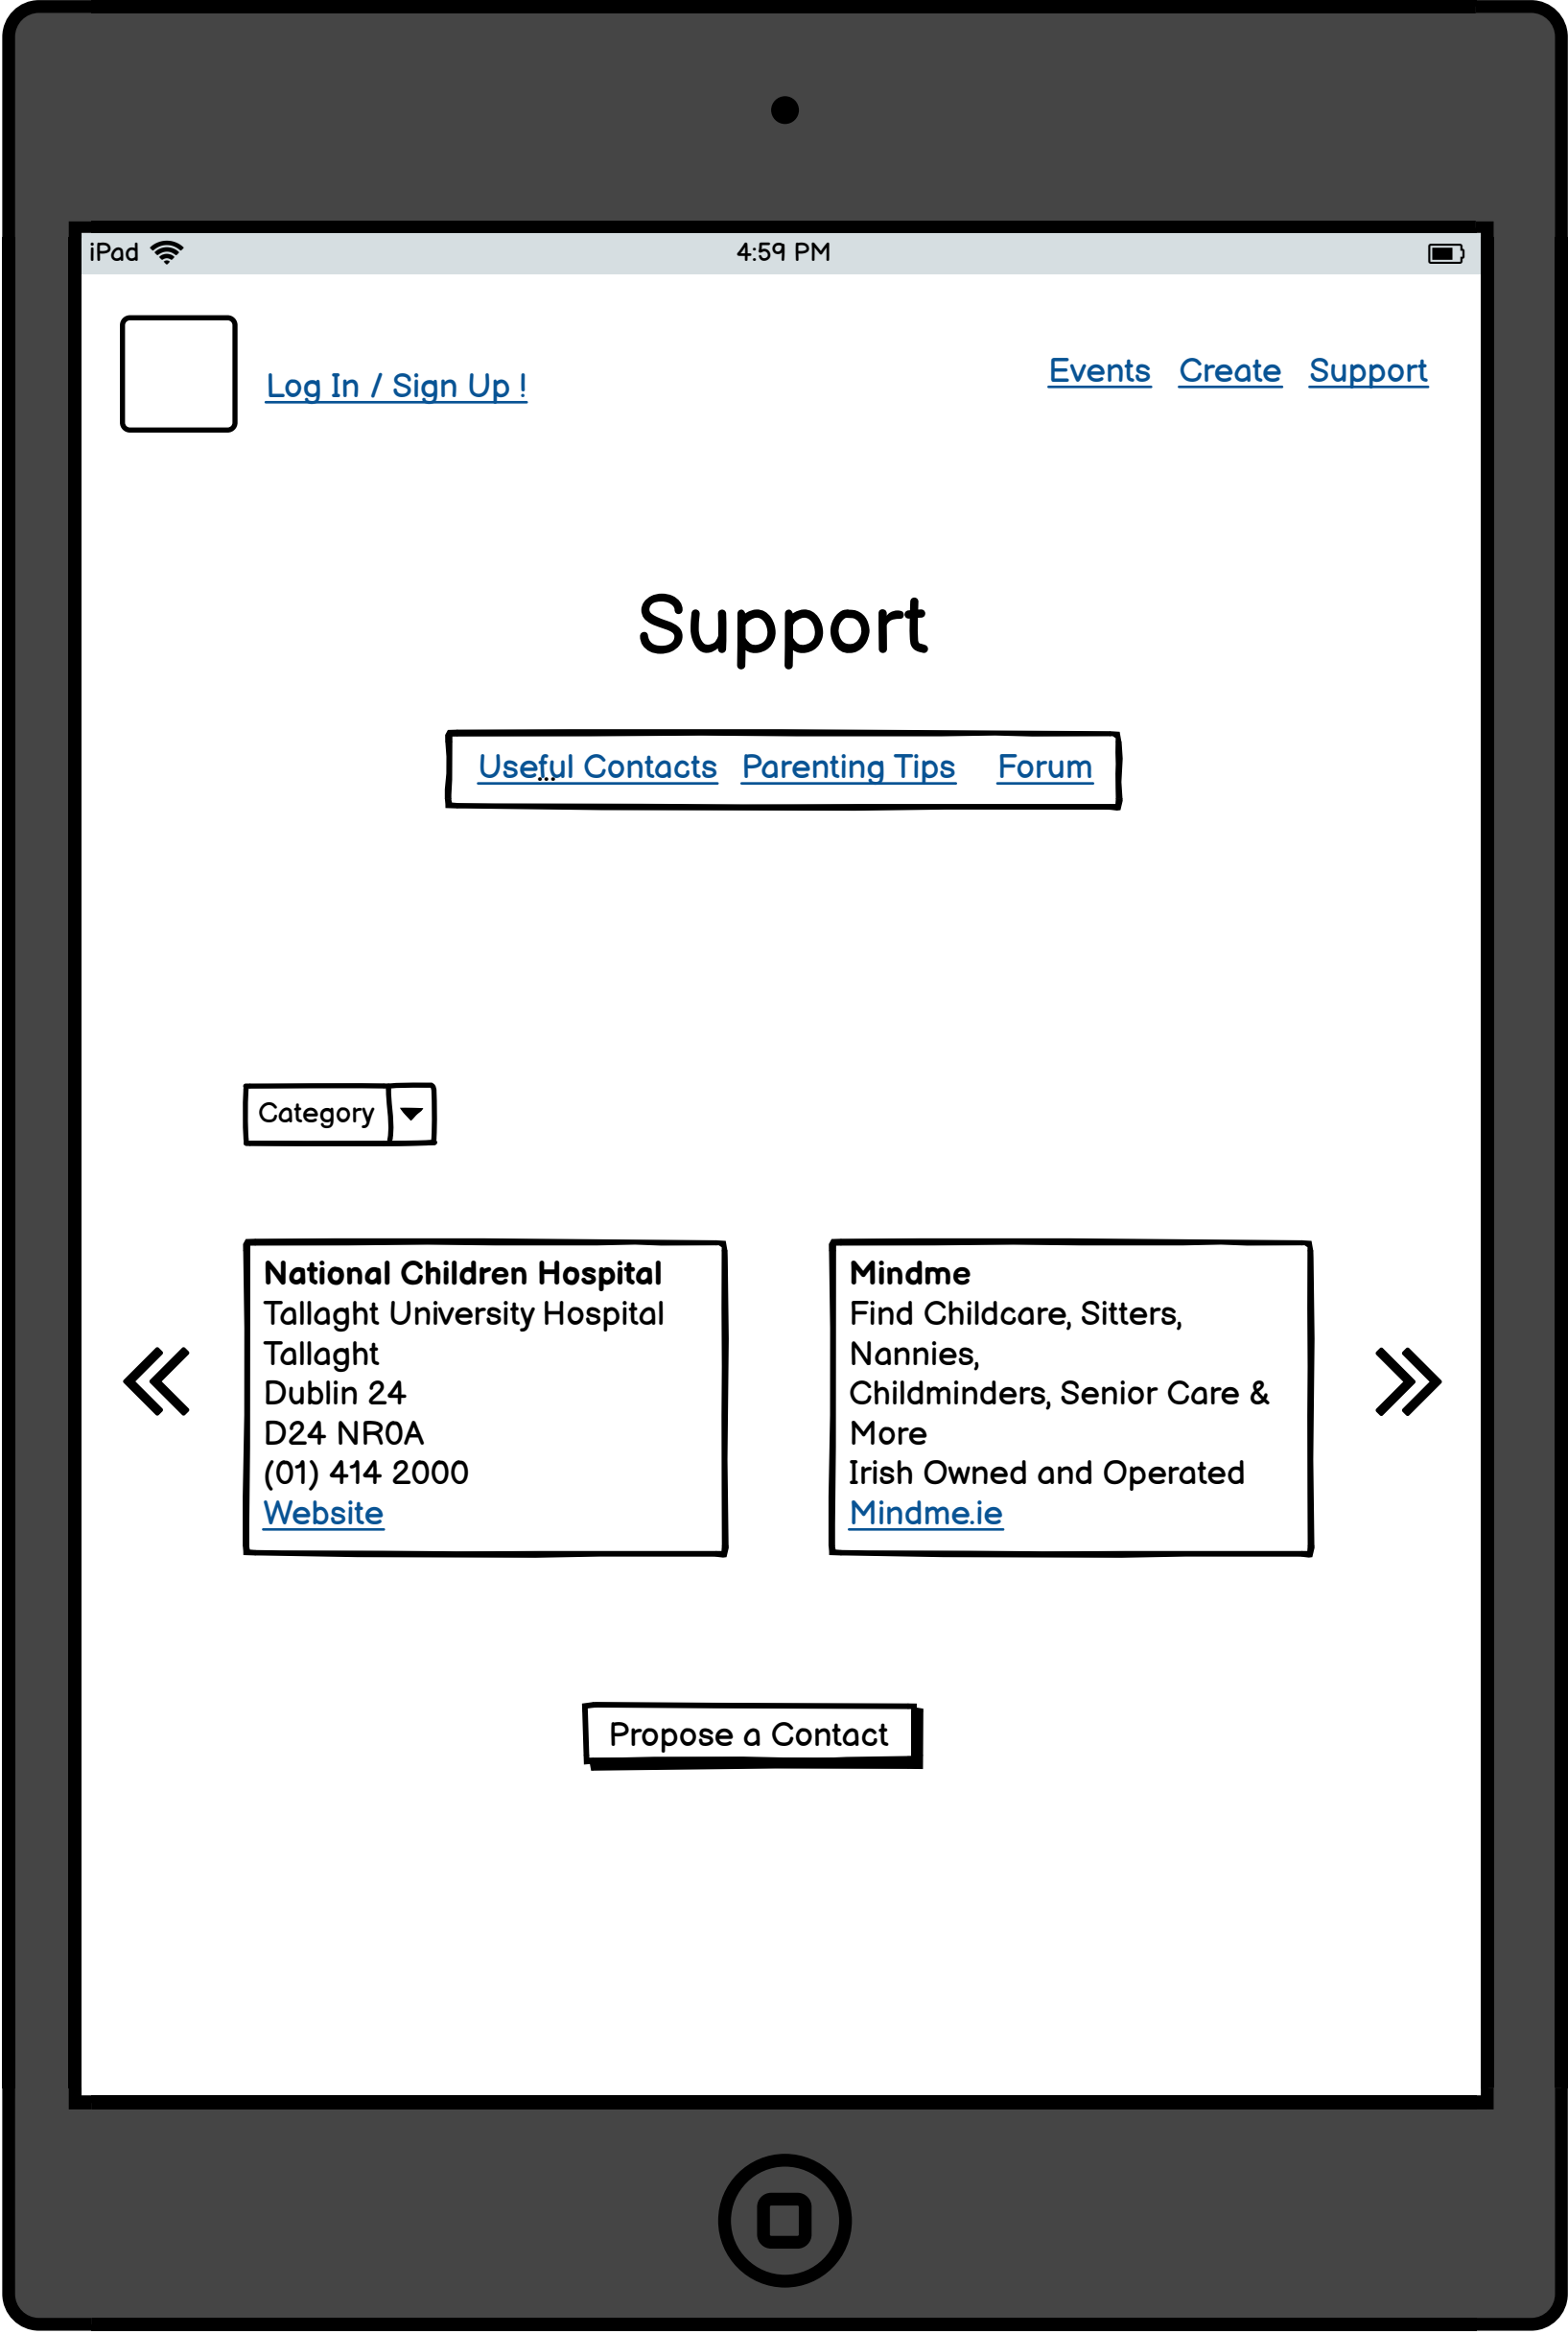 iPad 4:59 PM
Log In / Sign Up !
Events Create Support
Support
Useful Contacts Parenting Tips Forum
...
Category
National Children Hospital
Tallaght University Hospital
Tallaght
Dublin 24
D24 NR0A
(01) 414 2000
Website
Mindme
Find Childcare, Sitters,
Nannies,
Childminders, Senior Care &
More
Irish Owned and Operated
Mindme.ie
Propose a Contact